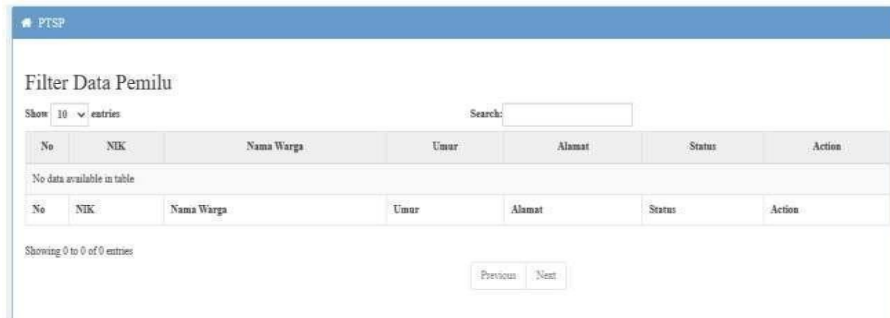 PTSP
Filter Data Pemilu
Show 10 entries Search:
No NIK Nama Warga Umur Alamat Status Action
No data available in table
No NIK Nama Warga Umur Alamat Status Action
Showing 0 to 0 of 0 entries
Previous Next